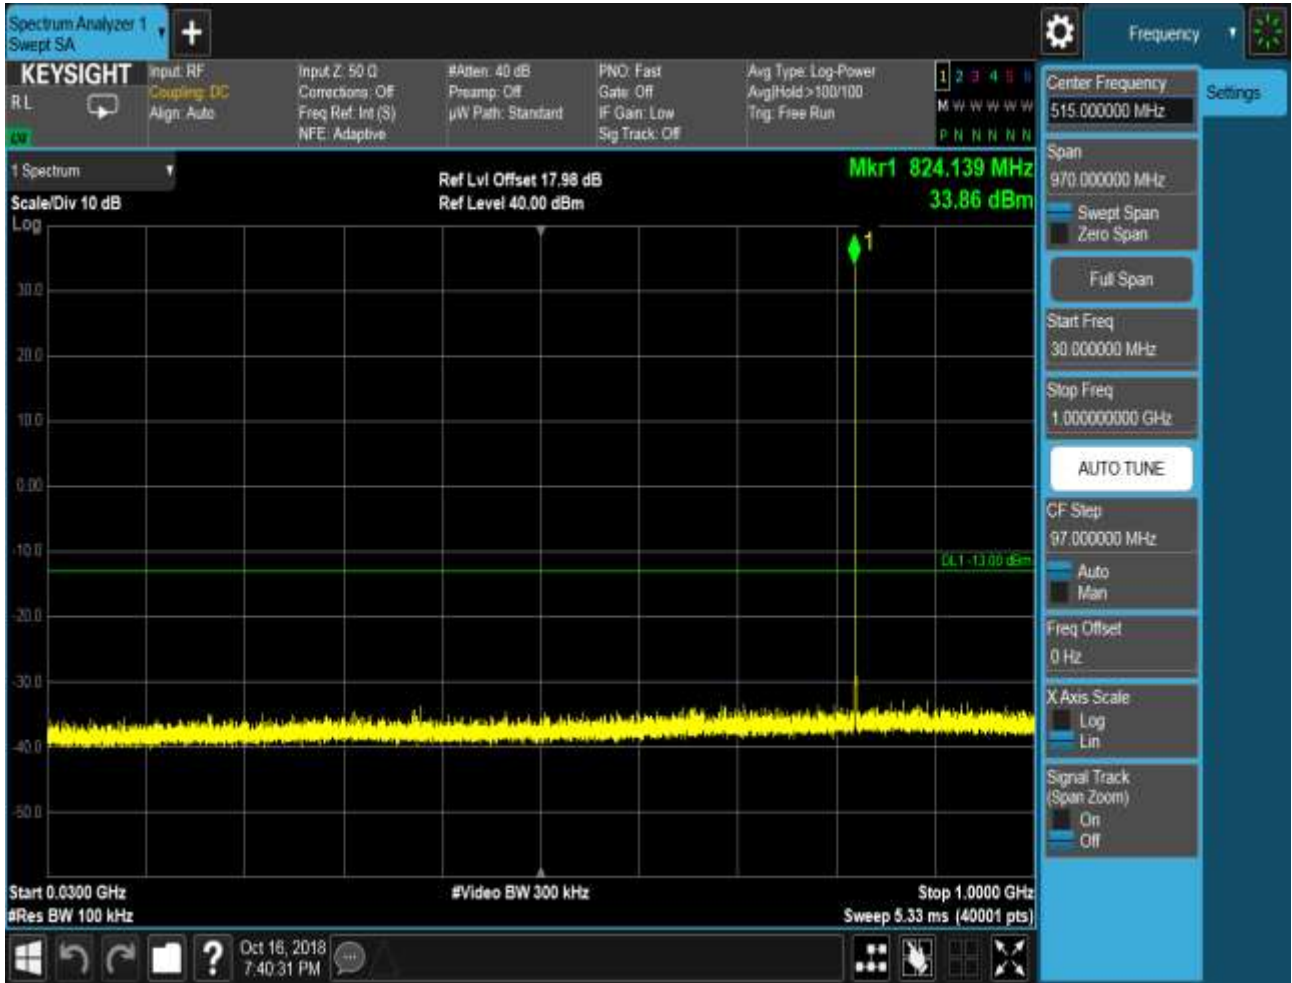 Spectrum Analyzer 1
Swept SA
+
Frequency
KEYSIGHT
RL
LW
Input: RF
Coupling: DC
Align: Auto
Input Z: 50 Ω
Corrections: Off
Freq Ref: Int (S)
NFE: Adaptive
#Atten: 40 dB
Preamp: Off
µW Path: Standard
PNO: Fast
Gate: Off
IF Gain: Low
Sig Track: Off
Avg Type: Log-Power
Avg|Hold:>100/100
Trig: Free Run
1 2 3 4 5 6
M W W W W W
P N N N N N
1 Spectrum
Scale/Div 10 dB
Log
Ref Lvl Offset 17.98 dB
Ref Level 40.00 dBm
Mkr1 824.139 MHz
33.86 dBm
1
30.0
20.0
10.0
0.00
-10.0
-20.0
-30.0
-40.0
-50.0
DL1 -13.00 dBm
Start 0.0300 GHz
#Res BW 100 kHz
#Video BW 300 kHz
Stop 1.0000 GHz
Sweep 5.33 ms (40001 pts)
Center Frequency
515.000000 MHz
Settings
Span
970.000000 MHz
Swept Span
Zero Span
Full Span
Start Freq
30.000000 MHz
Stop Freq
1.000000000 GHz
AUTO TUNE
CF Step
97.000000 MHz
Auto
Man
Freq Offset
0 Hz
X Axis Scale
Log
Lin
Signal Track
(Span Zoom)
On
Off
?
Oct 16, 2018
7:40:31 PM